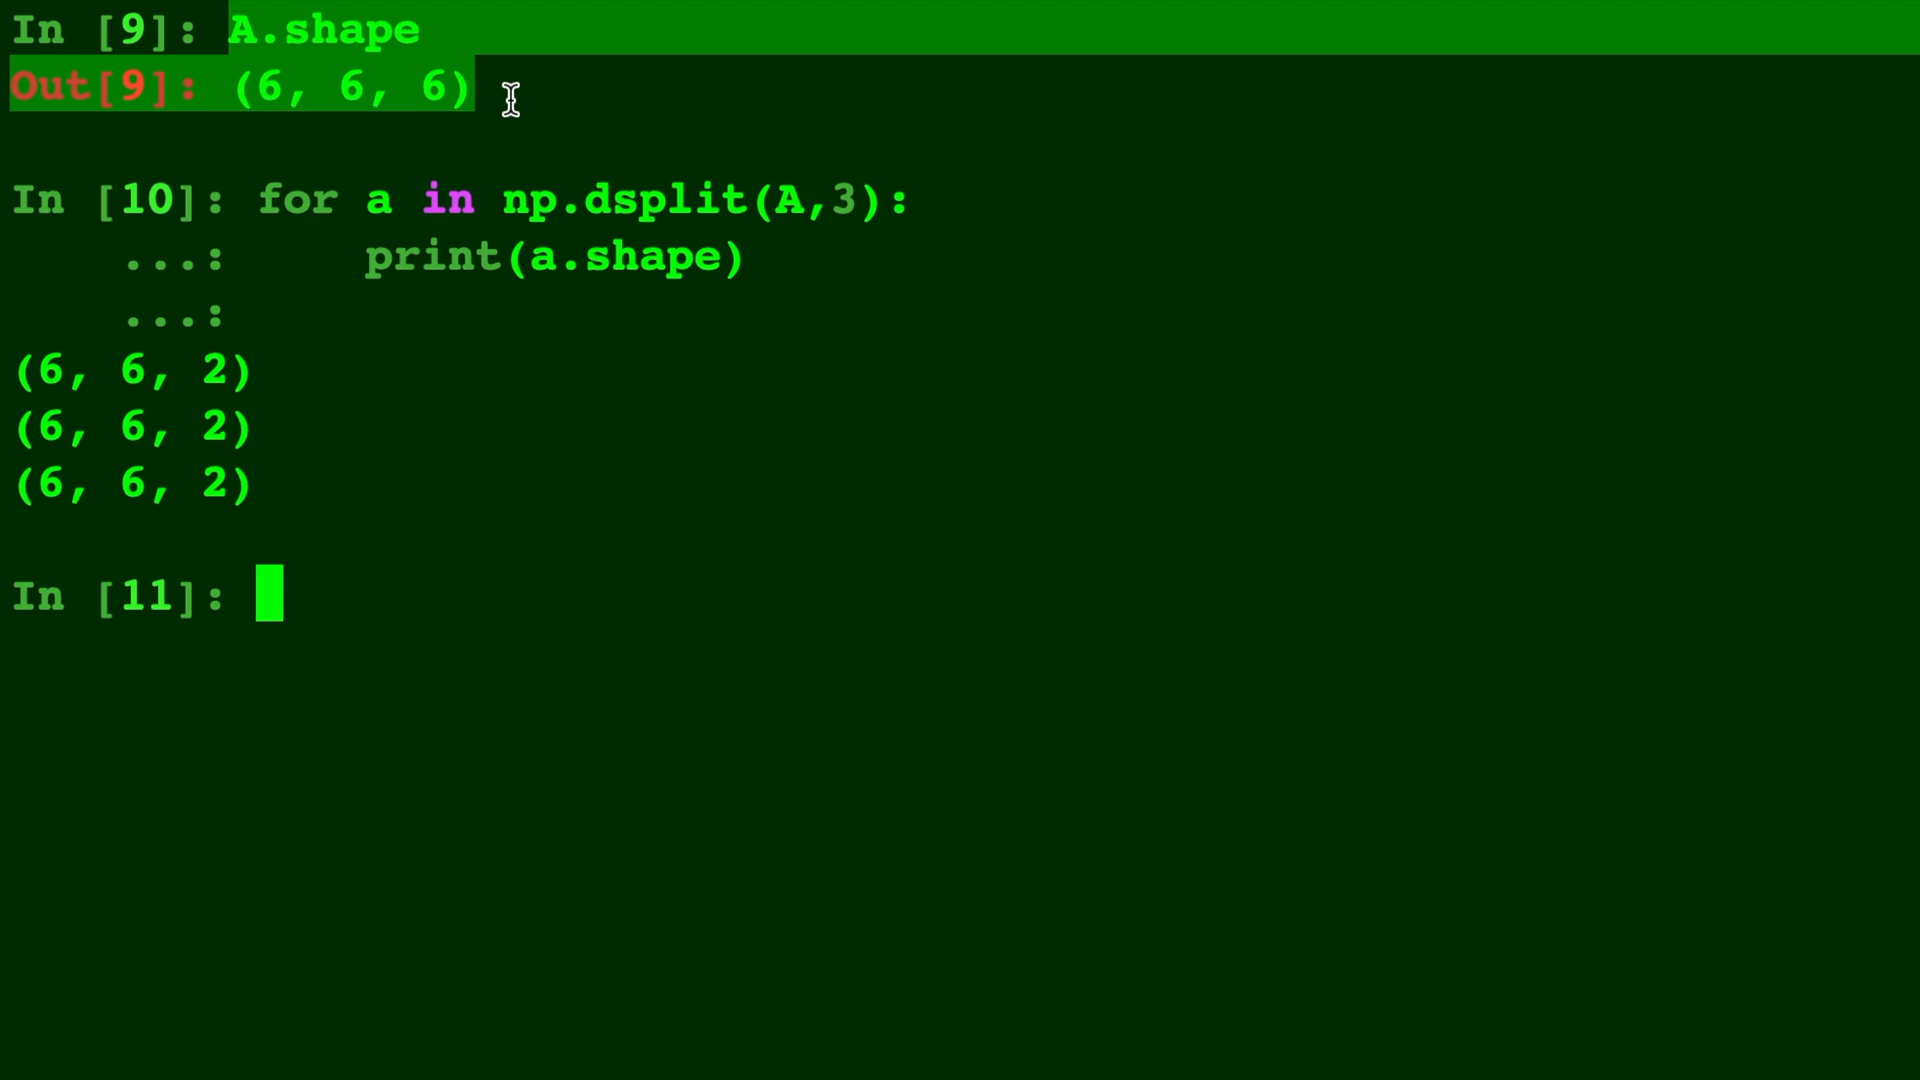 In [9]: A.shape
Out[9]: (6, 6, 6)
In [10]: for a in np.dsplit(A,3):
    ...:     print(a.shape)
    ...:
(6, 6, 2)
(6, 6, 2)
(6, 6, 2)
In [11]: